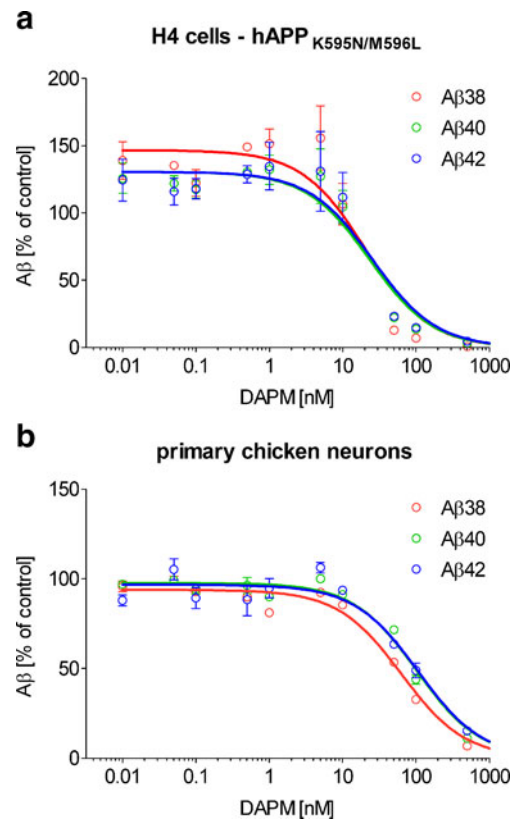 a
H4 cells - hAPP K595N/M596L
200
150
100
50
0
Aβ [% of control]
Aβ38
Aβ40
Aβ42
0.01 0.1 1 10 100 1000
DAPM [nM]
b
primary chicken neurons
150
100
50
0
Aβ [% of control]
Aβ38
Aβ40
Aβ42
0.01 0.1 1 10 100 1000
DAPM [nM]